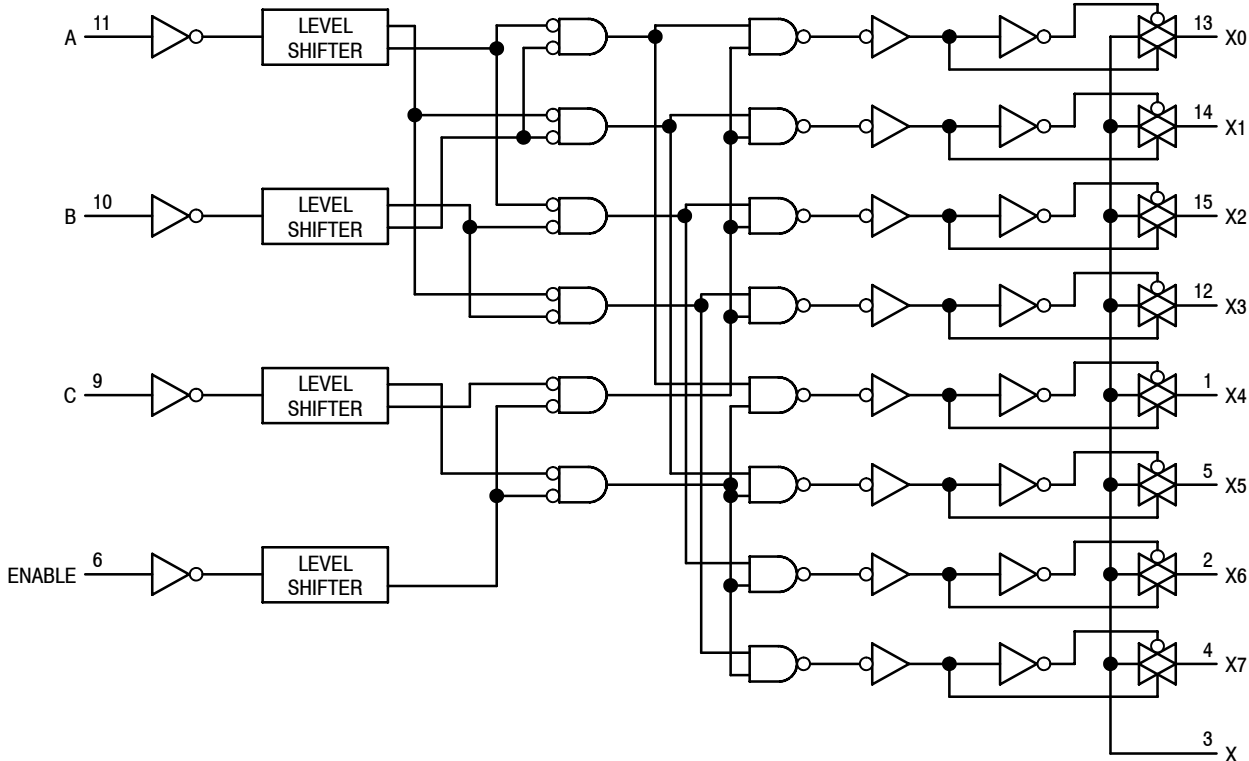 A 11
LEVEL
SHIFTER
13 X0
14 X1
B 10
LEVEL
SHIFTER
15 X2
12 X3
C 9
LEVEL
SHIFTER
1 X4
5 X5
ENABLE 6
LEVEL
SHIFTER
2 X6
4 X7
3 X